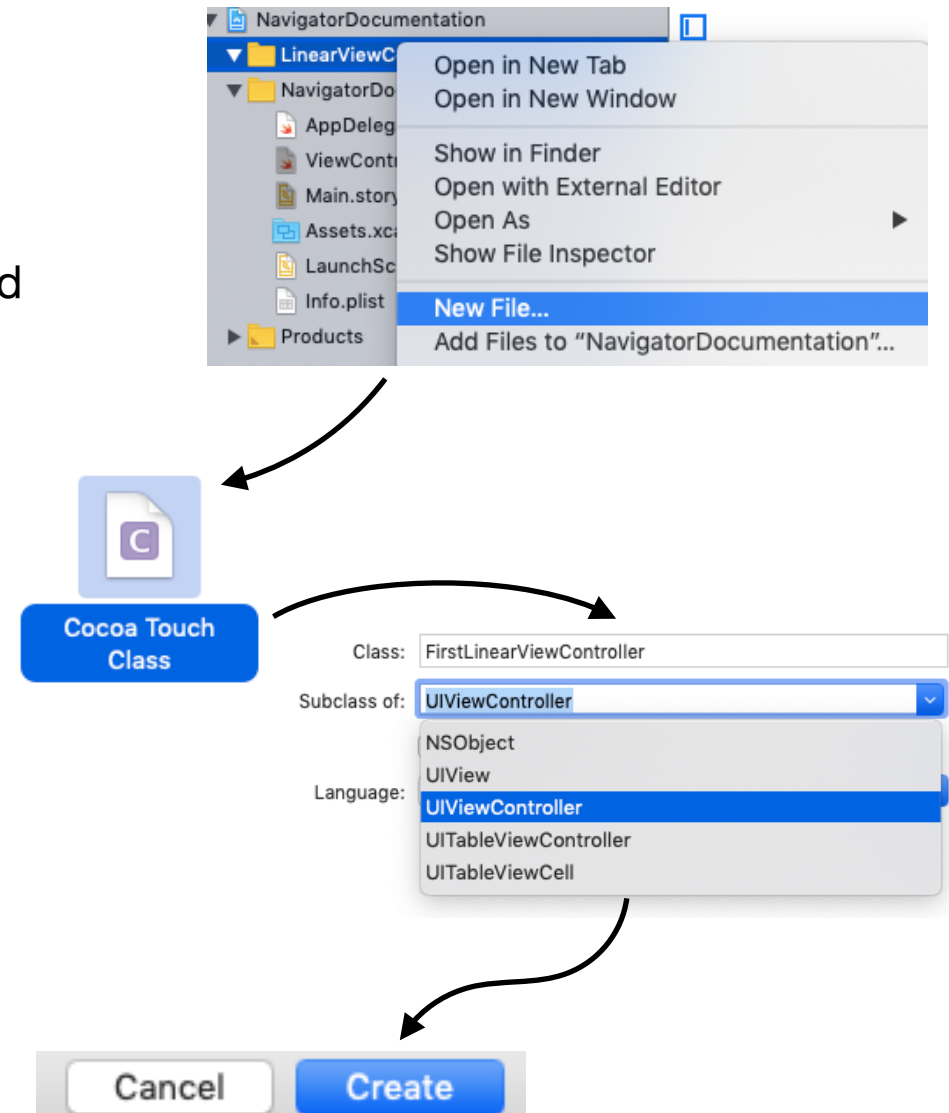 NavigatorDocumentation
LinearViewC
NavigatorDo
AppDeleg
ViewContr
Main.story
Assets.xca
LaunchSc
Info.plist
Products
Open in New Tab
Open in New Window
Show in Finder
Open with External Editor
Open As
Show File Inspector
New File...
Add Files to “NavigatorDocumentation”...
d
C
Cocoa Touch
Class
Class: FirstLinearViewController
Subclass of: UIViewController
NSObject
UIView
Language:
UIViewController
UITableViewController
UITableViewCell
Cancel Create